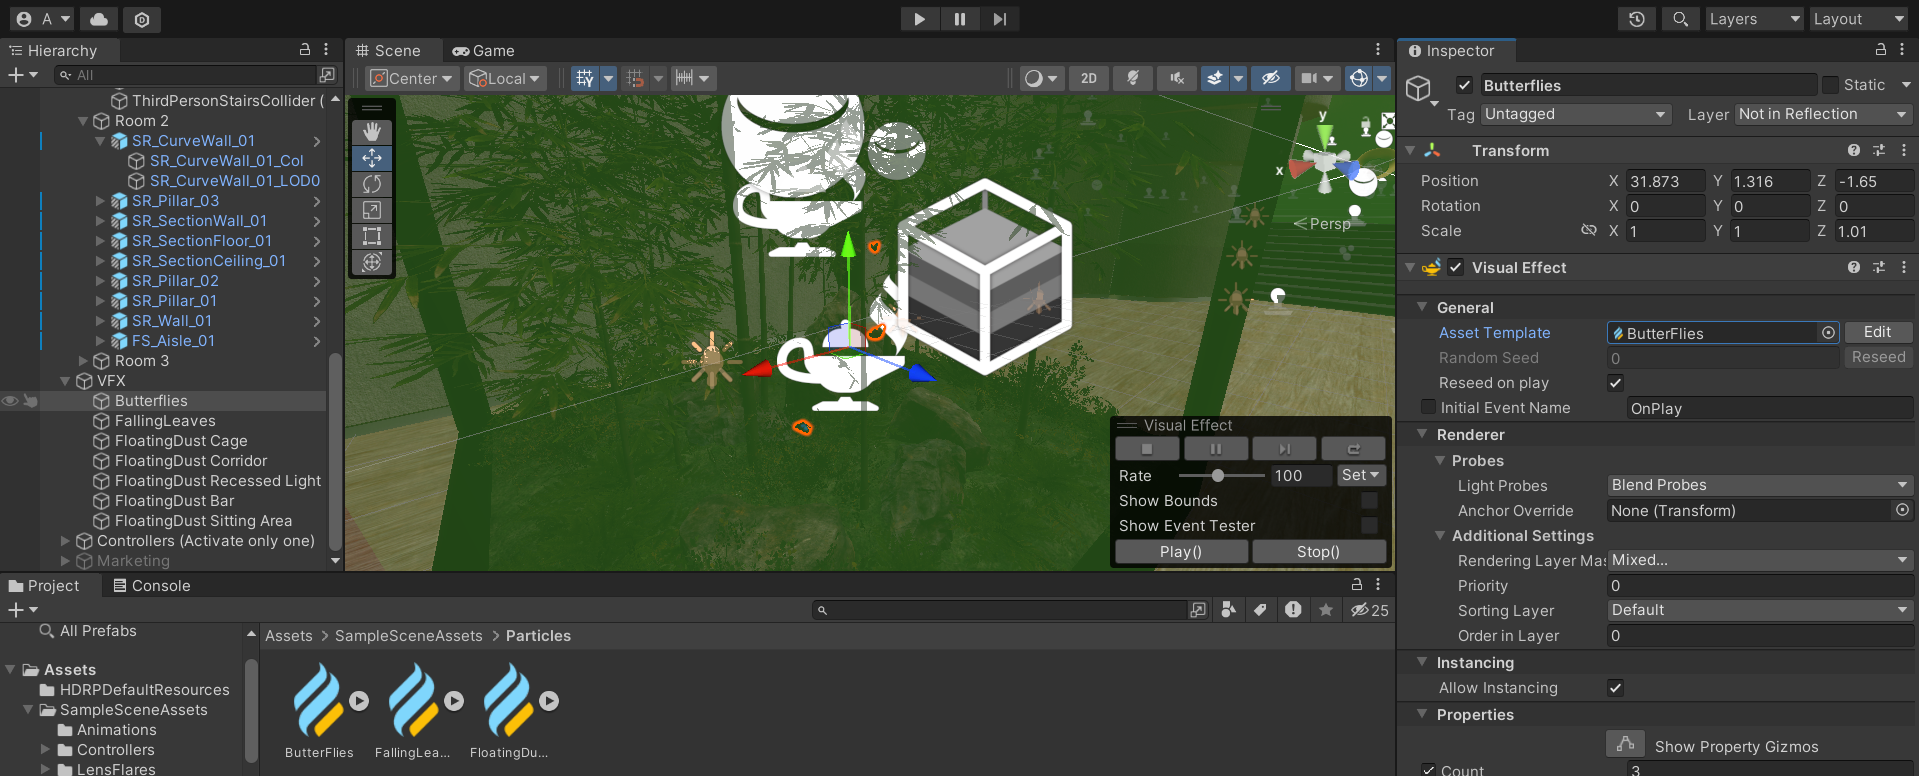 A
Layers
Layout
Hierarchy
All
ThirdPersonStairsCollider (
Room 2
SR_CurveWall_01
SR_CurveWall_01_Col
SR_CurveWall_01_LOD0
SR_Pillar_03
SR_SectionWall_01
SR_SectionFloor_01
SR_SectionCeiling_01
SR_Pillar_02
SR_Pillar_01
SR_Wall_01
FS_Aisle_01
Room 3
VFX
Butterflies
FallingLeaves
FloatingDust Cage
FloatingDust Corridor
FloatingDust Recessed Light
FloatingDust Bar
FloatingDust Sitting Area
Controllers (Activate only one)
Marketing
Scene
Game
Center
Local
2D
y
x
Persp
Visual Effect
Rate
100
Set
Show Bounds
Show Event Tester
Play()
Stop()
Project
Console
25
All Prefabs
Assets
HDRPDefaultResources
SampleSceneAssets
Animations
Controllers
LensFlares
Assets > SampleSceneAssets > Particles
ButterFlies
FallingLea...
FloatingDu...
Inspector
Butterflies
Static
Tag
Untagged
Layer
Not in Reflection
Transform
Position X 31.873 Y 1.316 Z -1.65
Rotation X 0 Y 0 Z 0
Scale X 1 Y 1 Z 1.01
Visual Effect
General
Asset Template
ButterFlies
Edit
Random Seed
0
Reseed
Reseed on play
Initial Event Name
OnPlay
Renderer
Probes
Light Probes
Blend Probes
Anchor Override
None (Transform)
Additional Settings
Rendering Layer Mas
Mixed...
Priority
0
Sorting Layer
Default
Order in Layer
0
Instancing
Allow Instancing
Properties
Show Property Gizmos
Count
3